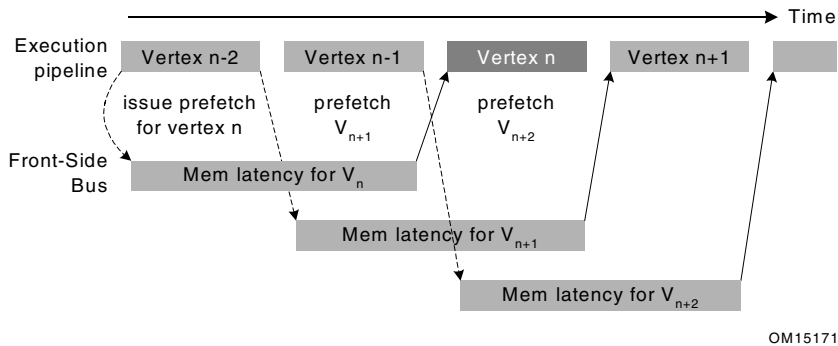 Time
Execution
pipeline
Vertex n-2
Vertex n-1
Vertex n
Vertex n+1
issue prefetch
for vertex n
prefetch
Vn+1
prefetch
Vn+2
Front-Side
Bus
Mem latency for Vn
Mem latency for Vn+1
Mem latency for Vn+2
OM15171